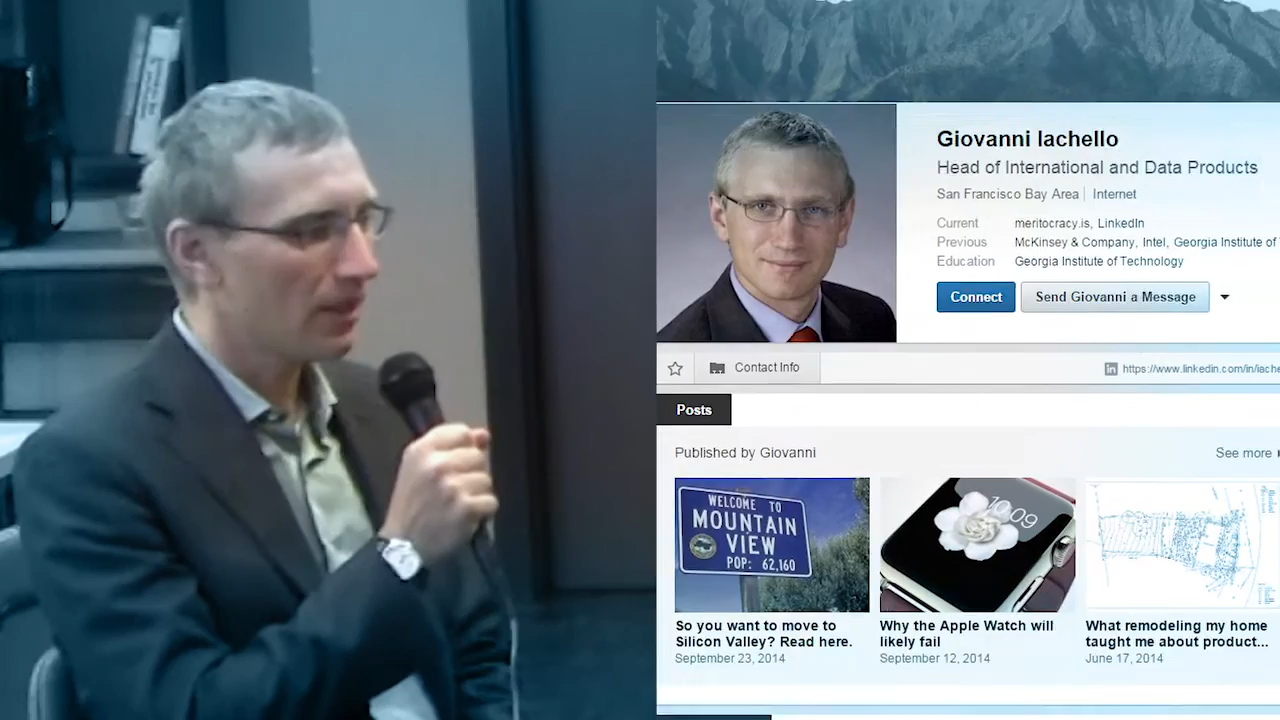 Giovanni Iachello
Head of International and Data Products
San Francisco Bay Area | Internet
Current meritocracy.is, LinkedIn
Previous McKinsey & Company, Intel, Georgia Institute of
Education Georgia Institute of Technology
Connect Send Giovanni a Message
Contact Info https://www.linkedin.com/in/iache
Posts
Published by Giovanni See more
WELCOME TO
MOUNTAIN
VIEW
POP: 62,160
10:09
So you want to move to
Silicon Valley? Read here.
September 23, 2014
Why the Apple Watch will
likely fail
September 12, 2014
What remodeling my home
taught me about product...
June 17, 2014